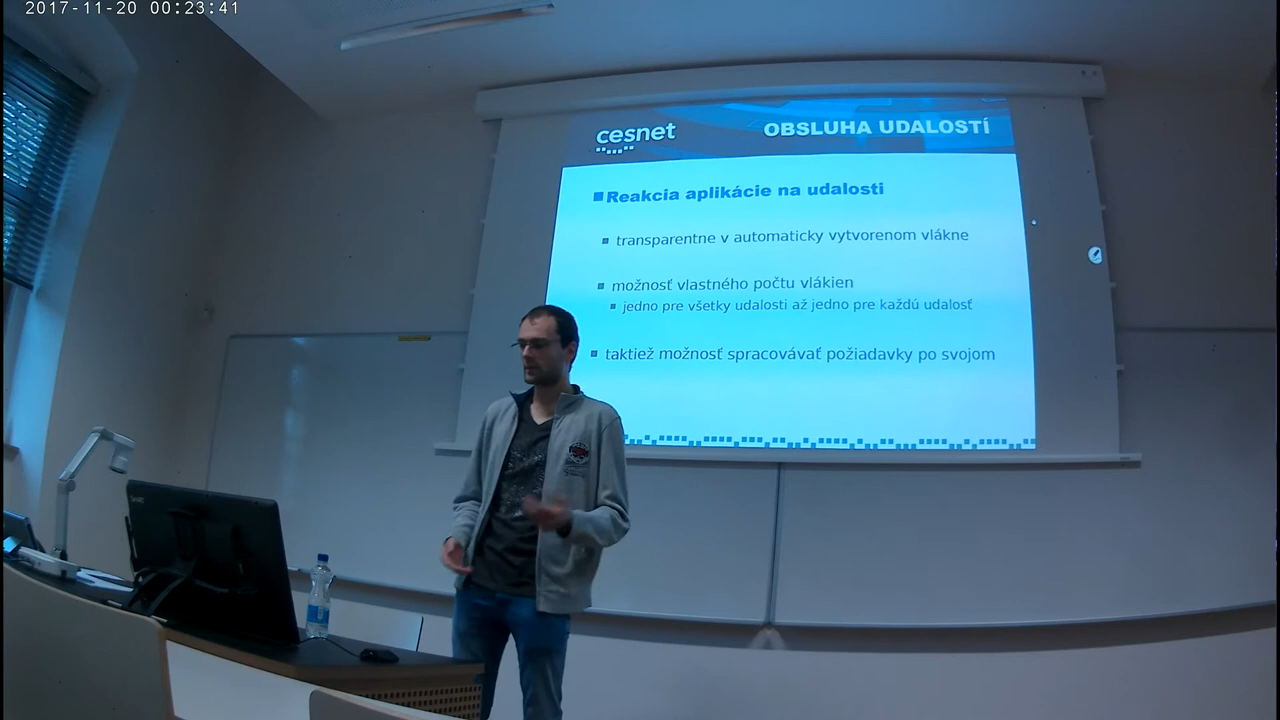 2017-11-20 00:23:41
cesnet
OBSLUHA UDALOSTÍ
Reakcia aplikácie na udalosti
transparentne v automaticky vytvorenom vlákne
možnosť vlastného počtu vlákien
jedno pre všetky udalosti až jedno pre každú udalosť
taktiež možnosť spracovávať požiadavky po svojom